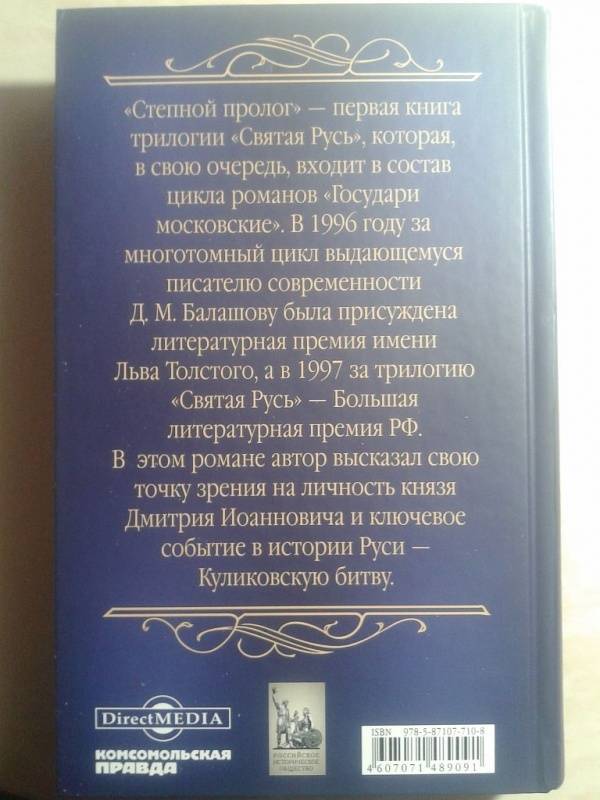 «Степной пролог» — первая книга
трилогии «Святая Русь», которая,
в свою очередь, входит в состав
цикла романов «Государи
московские». В 1996 году за
многотомный цикл выдающемуся
писателю современности
Д. М. Балашову была присуждена
литературная премия имени
Льва Толстого, а в 1997 за трилогию
«Святая Русь» — Большая
литературная премия РФ.
В этом романе автор высказал свою
точку зрения на личность князя
Дмитрия Иоанновича и ключевое
событие в истории Руси —
Куликовскую битву.
DirectMEDIA
КОМСОМОЛЬСКАЯ
ПРАВДА
РОССИЙСКОЕ
ИСТОРИЧЕСКОЕ
ОБЩЕСТВО
ISBN 978-5-87107-710-8
4 607071 489091